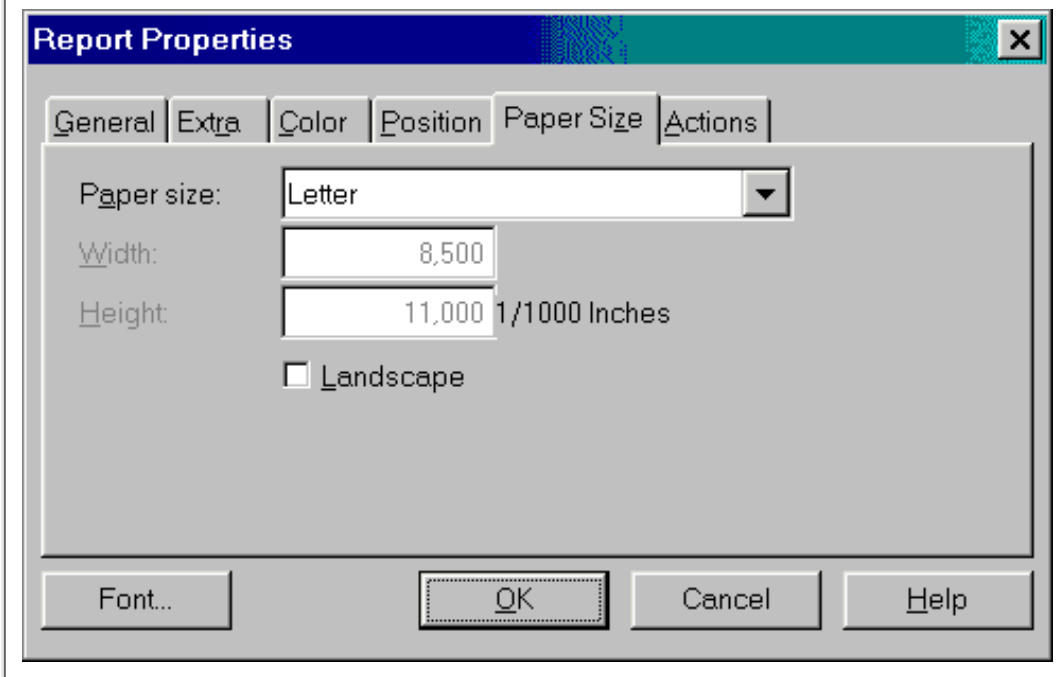 Report Properties
General Extra Color Position Paper Size Actions
Paper size: Letter
Width: 8,500
Height: 11,000 1/1000 Inches
Landscape
Font... OK Cancel Help